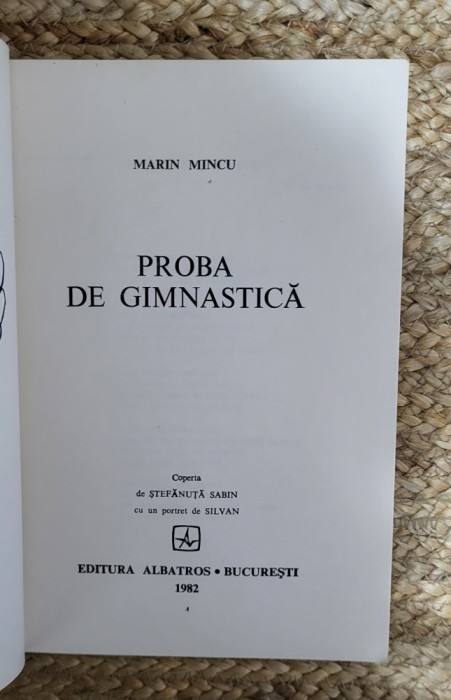 MARIN MINCU
PROBA
DE GIMNASTICĂ
Coperta
de ȘTEFĂNUȚĂ SABIN
cu un portret de SILVAN
EDITURA ALBATROS • BUCUREȘTI
1982